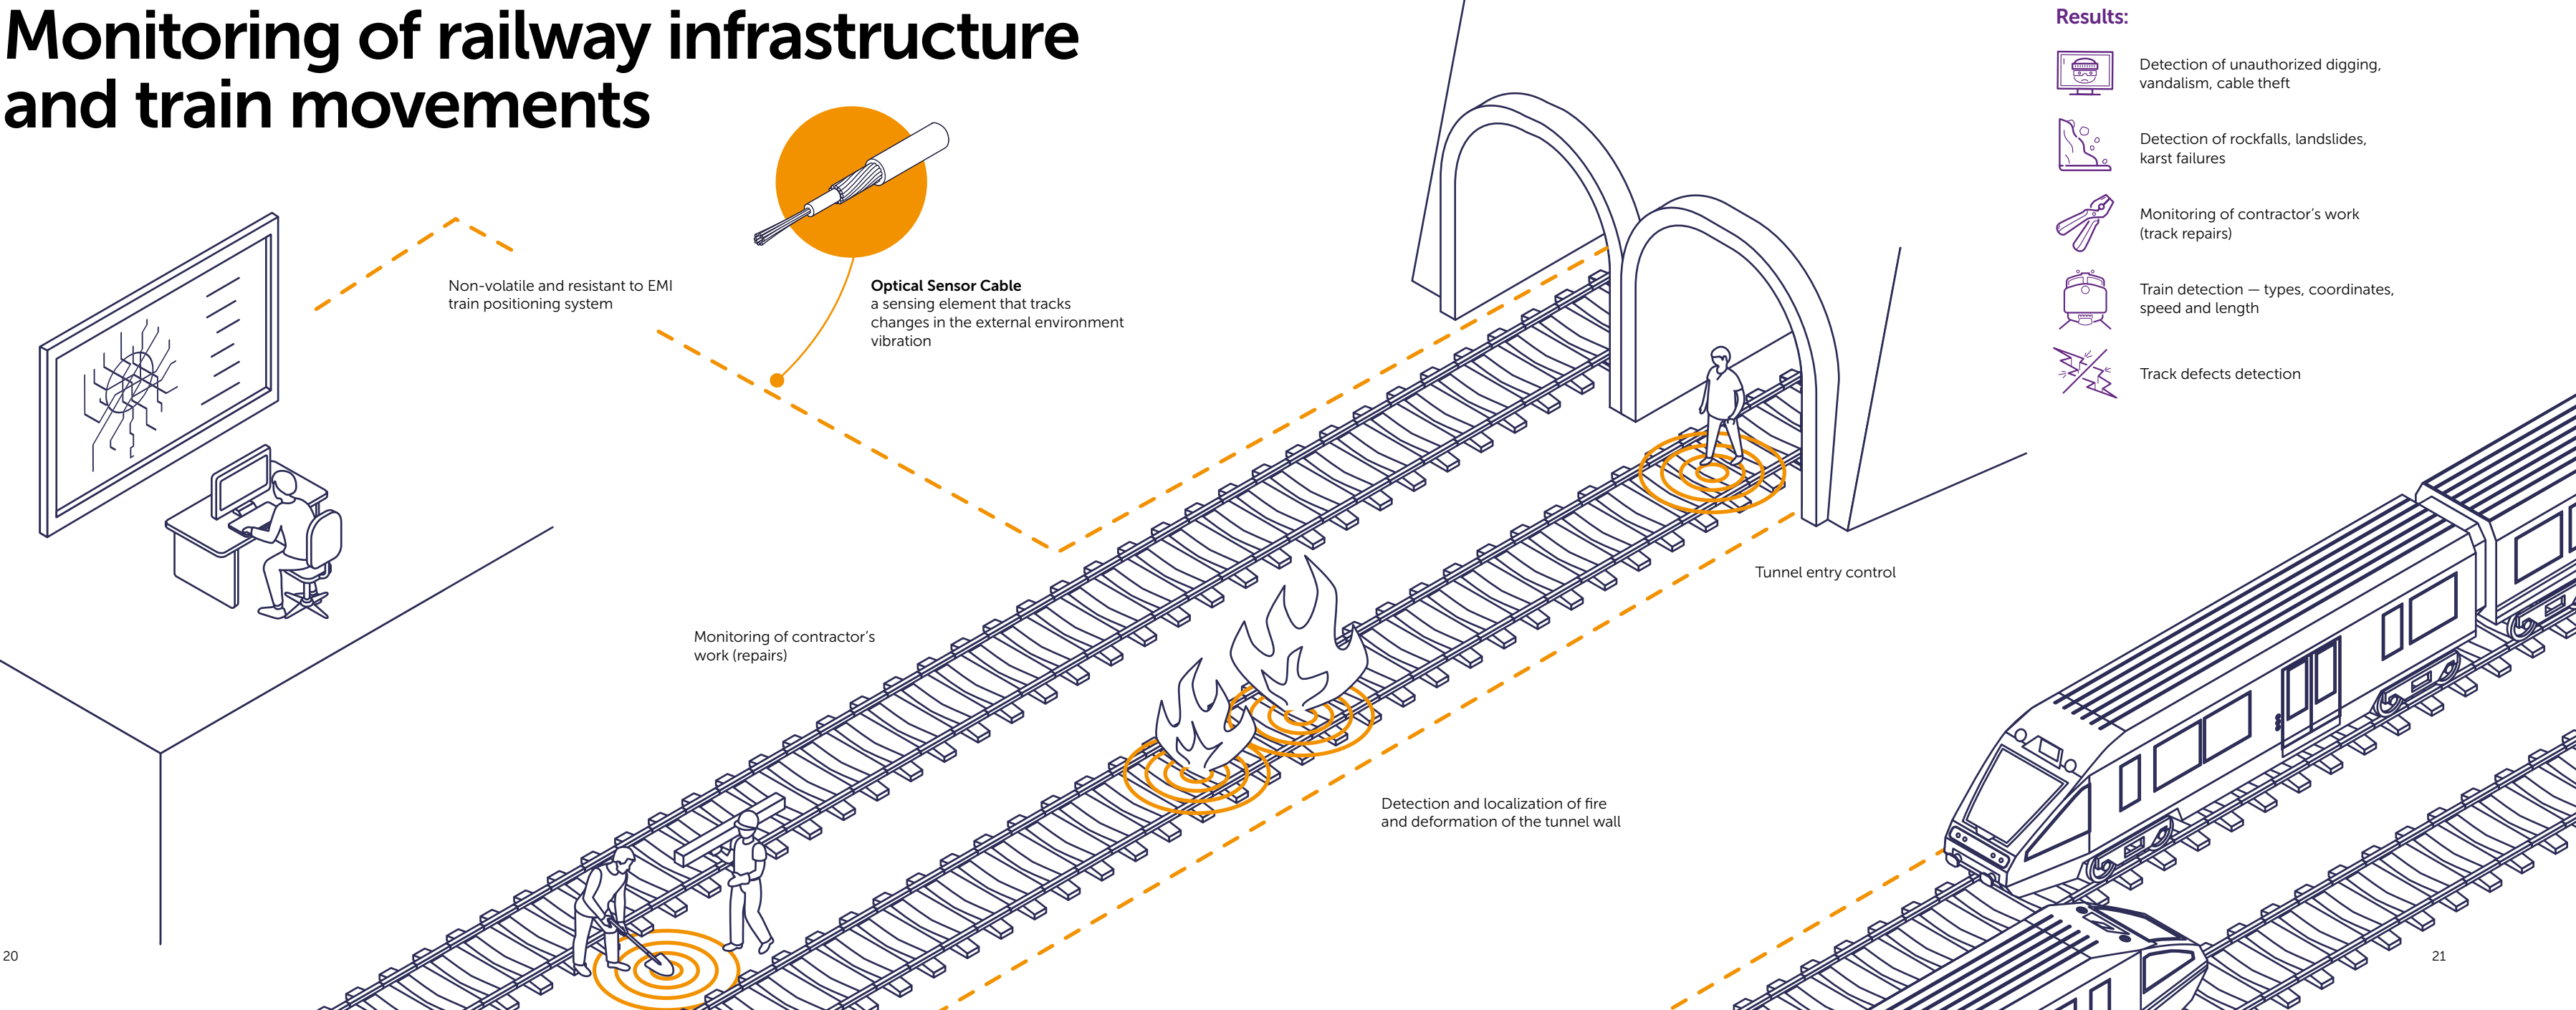 Monitoring of railway infrastructure
and train movements
Non-volatile and resistant to EMI
train positioning system
Optical Sensor Cable
a sensing element that tracks
changes in the external environment
vibration
Monitoring of contractor’s
work (repairs)
Tunnel entry control
Detection and localization of fire
and deformation of the tunnel wall
Results:
Detection of unauthorized digging,
vandalism, cable theft
Detection of rockfalls, landslides,
karst failures
Monitoring of contractor’s work
(track repairs)
Train detection — types, coordinates,
speed and length
Track defects detection
20
21